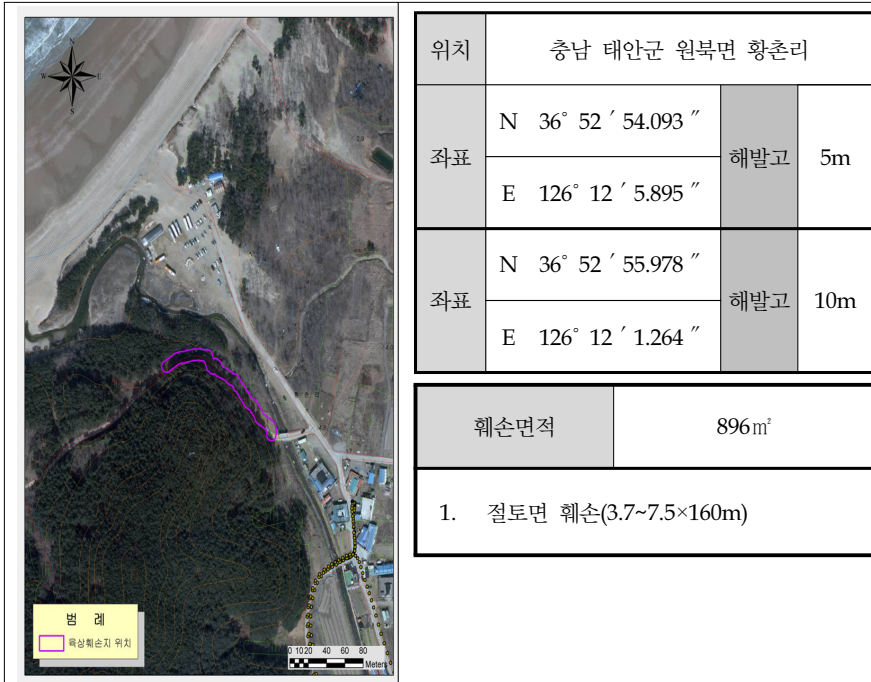 N
W E
S
범 례
육상훼손지 위치
0 10 20 40 60 80
Meters
위치 충남 태안군 원북면 황촌리
좌표 N 36° 52 ′ 54.093 ″ 해발고 5m
E 126° 12 ′ 5.895 ″
좌표 N 36° 52 ′ 55.978 ″ 해발고 10m
E 126° 12 ′ 1.264 ″
훼손면적 896㎡
1. 절토면 훼손(3.7~7.5×160m)